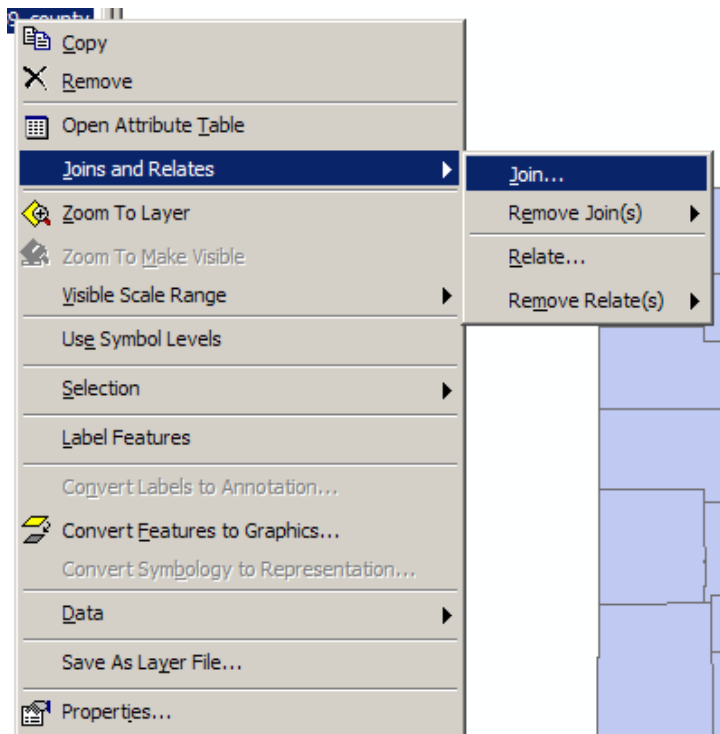 9_county
Copy
Remove
Open Attribute Table
Joins and Relates
Join...
Zoom To Layer
Remove Join(s)
Zoom To Make Visible
Relate...
Visible Scale Range
Remove Relate(s)
Use Symbol Levels
Selection
Label Features
Convert Labels to Annotation...
Convert Features to Graphics...
Convert Symbology to Representation...
Data
Save As Layer File...
Properties...